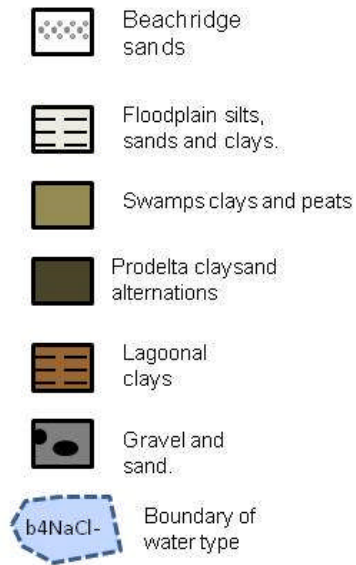 Beachridge
sands
Floodplain silts,
sands and clays.
Swamps clays and peats
Prodelta claysand
alternations
Lagoonal
clays
Gravel and
sand.
b4NaCl-
Boundary of
water type